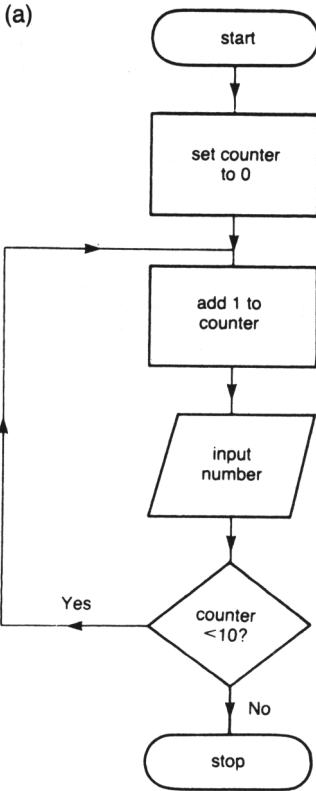 (a)
start
set counter
to 0
add 1 to
counter
input
number
counter
<10?
Yes
No
stop